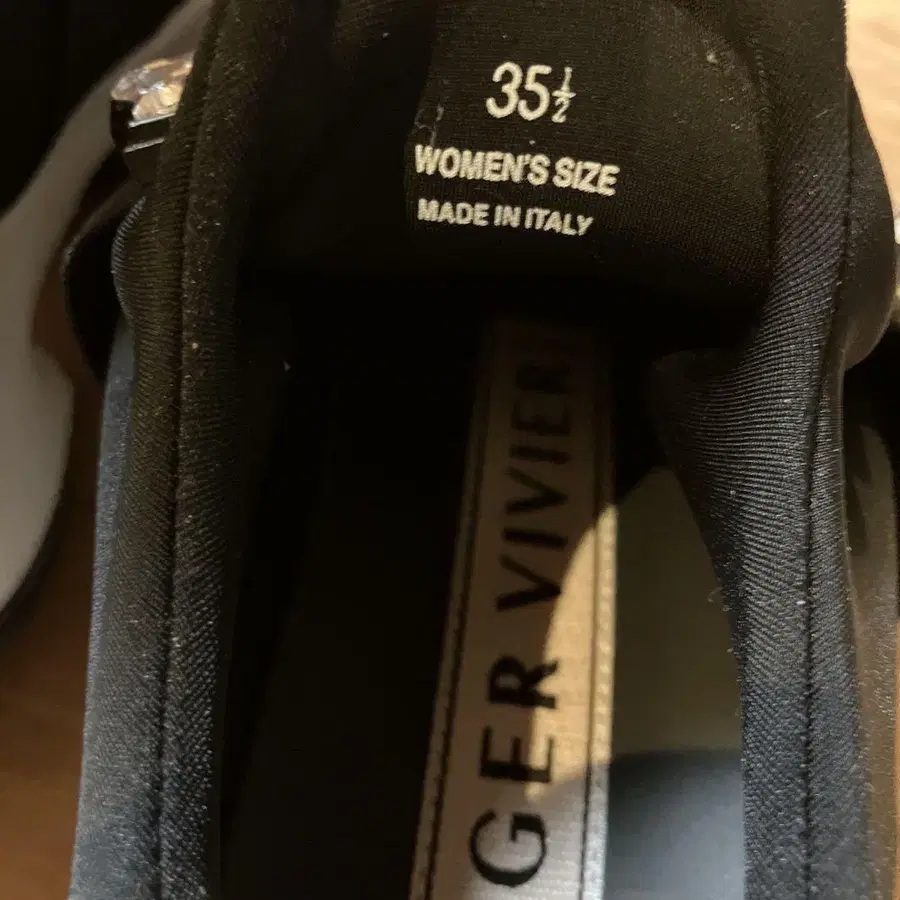 35½
WOMEN'S SIZE
MADE IN ITALY
GER VIVIER